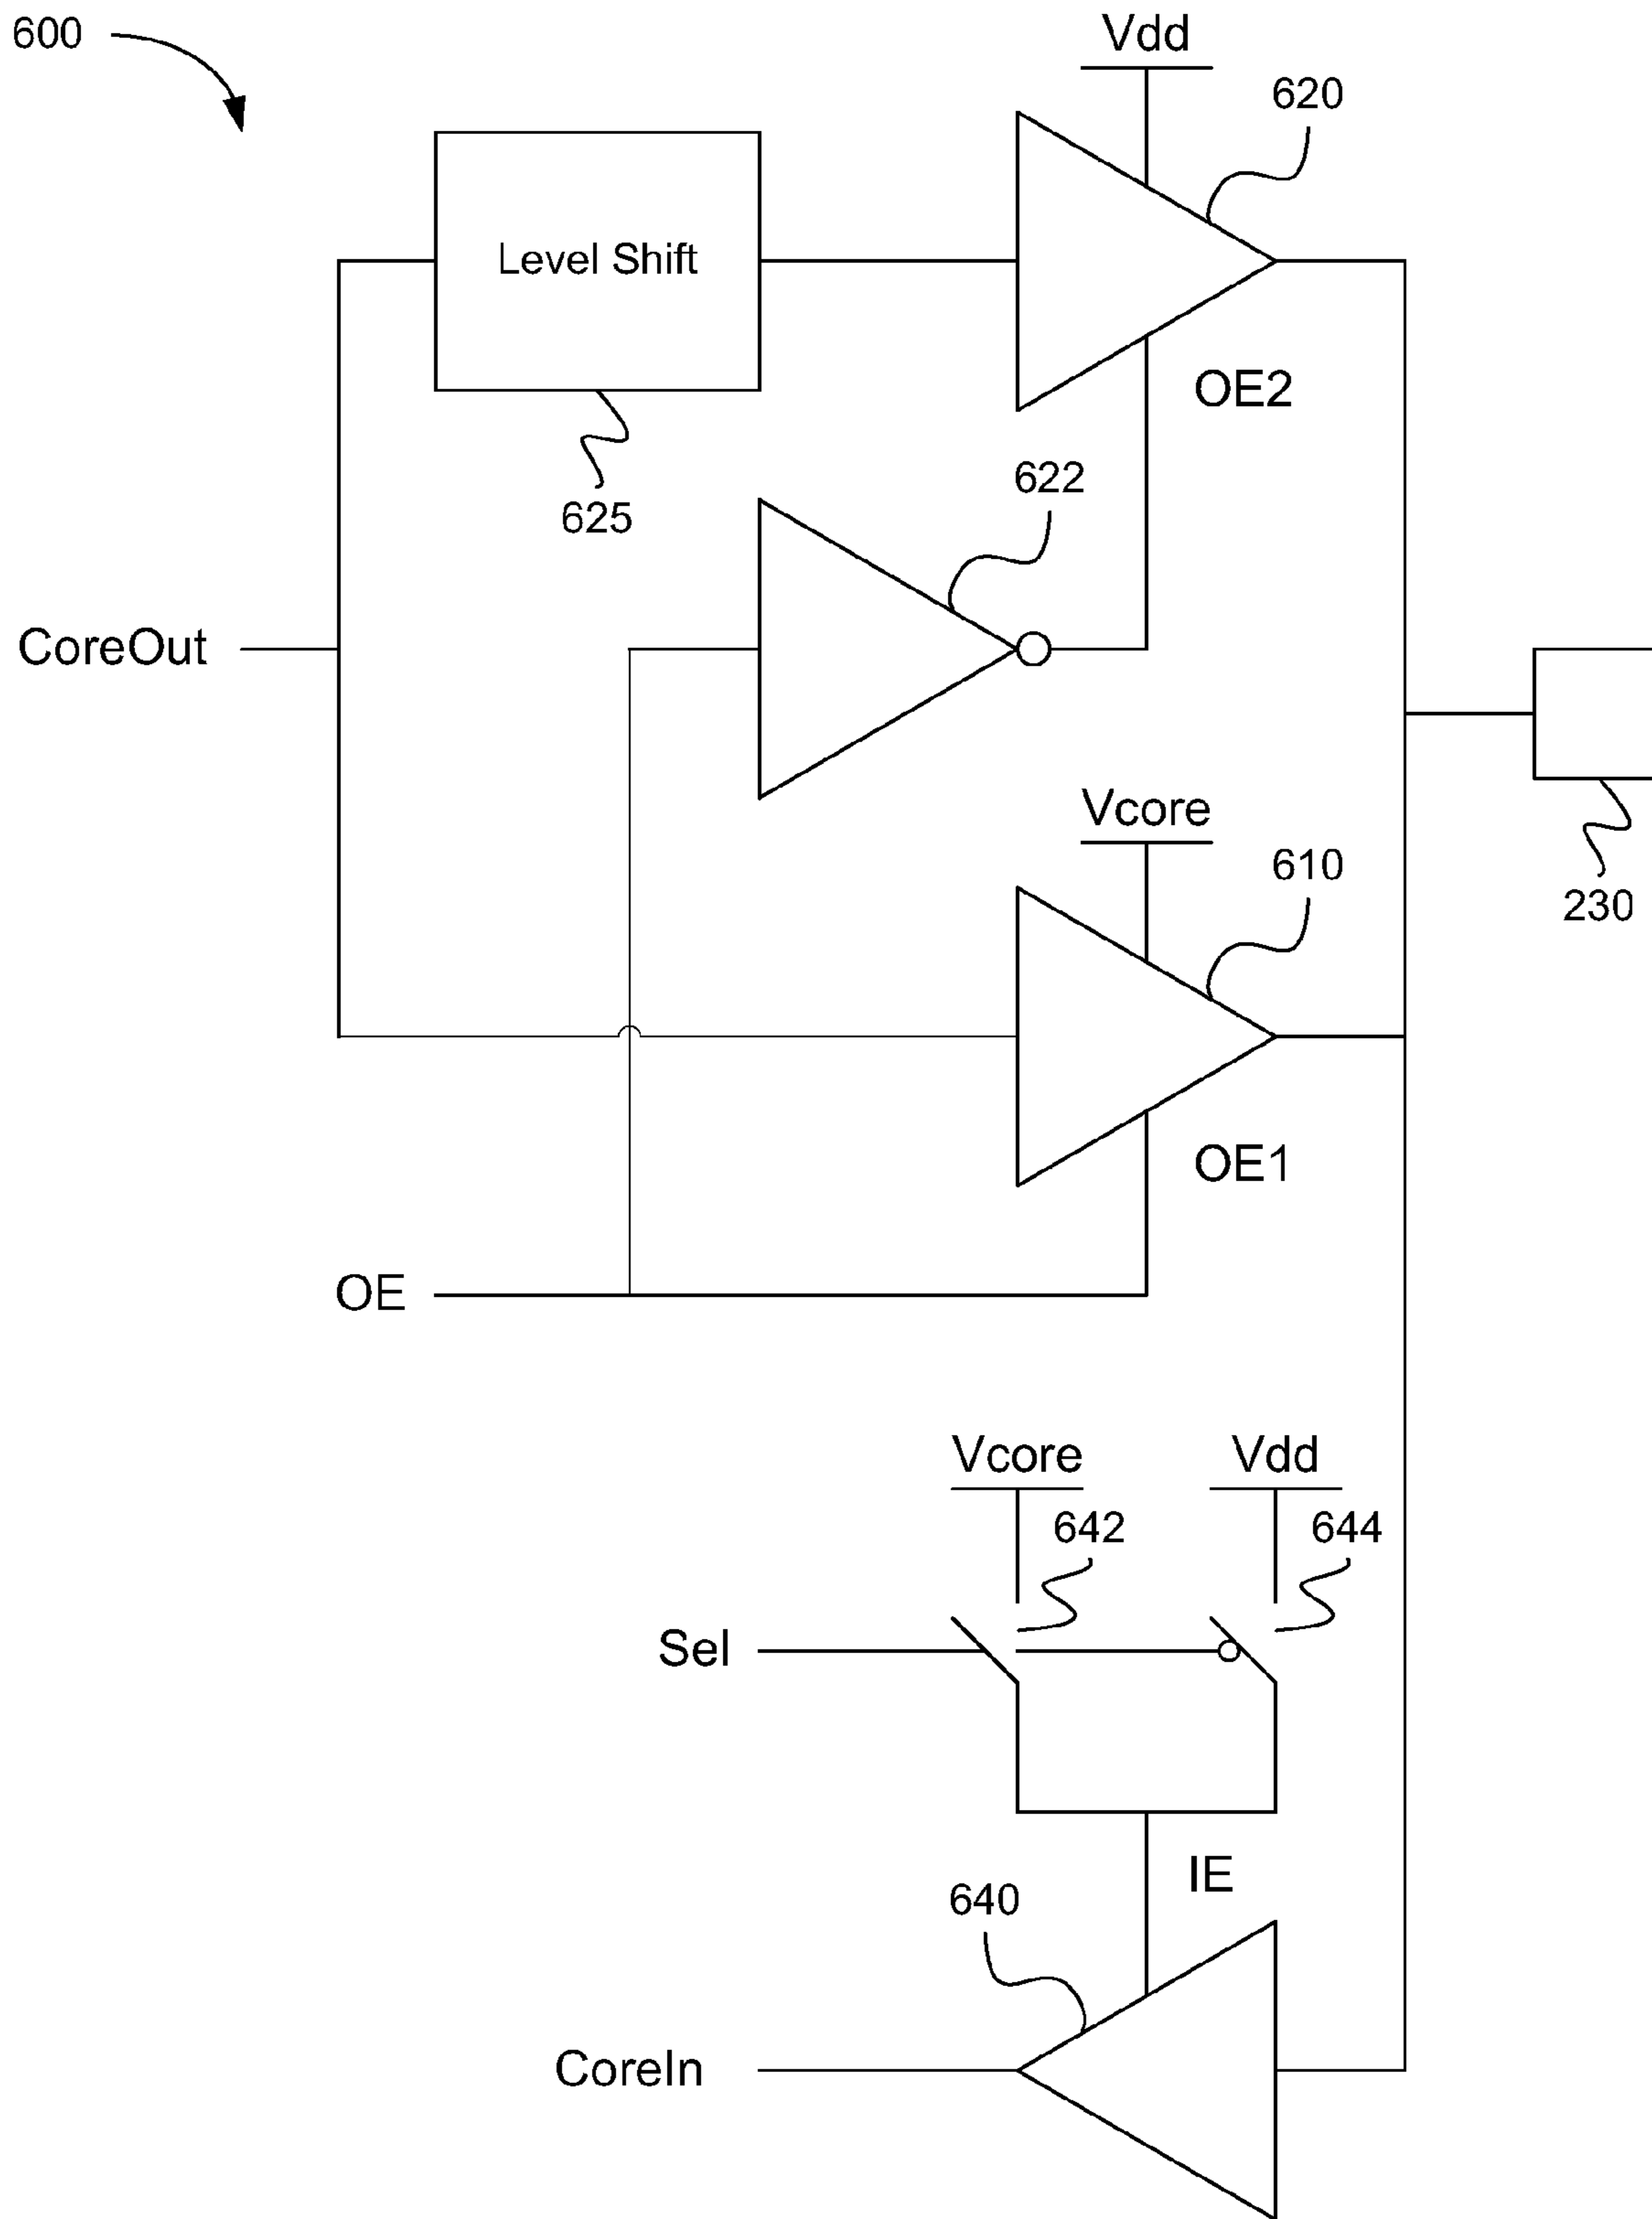 600
Vdd
620
Level Shift
OE2
622
625
CoreOut
Vcore
610
230
OE1
OE
Vcore
Vdd
642
644
Sel
IE
640
CoreIn